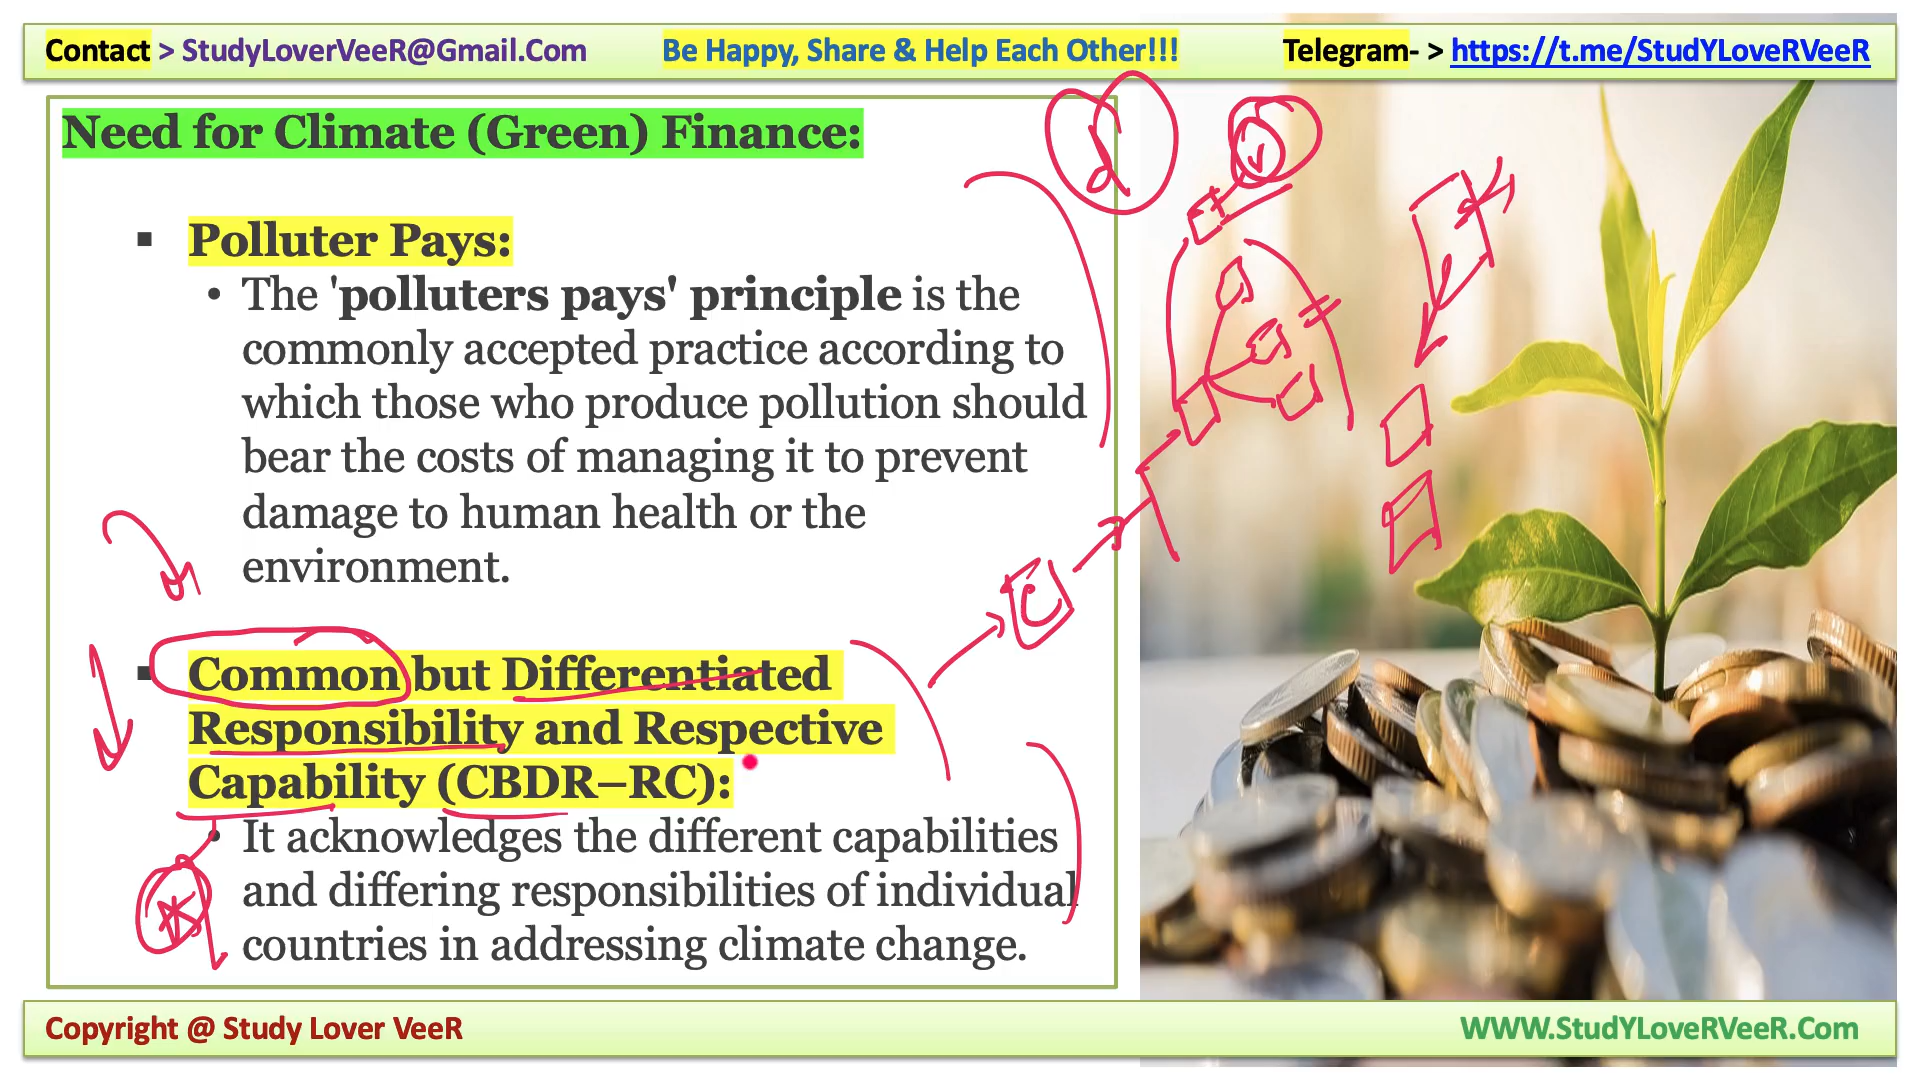 Contact > StudyLoverVeeR@Gmail.Com Be Happy, Share & Help Each Other!!! Telegram- > https://t.me/StudYLoveRVeeR
Need for Climate (Green) Finance:
▪ Polluter Pays:
• The 'polluters pays' principle is the
commonly accepted practice according to
which those who produce pollution should
bear the costs of managing it to prevent
damage to human health or the
environment.
▪ Common but Differentiated
Responsibility and Respective
Capability (CBDR–RC):
• It acknowledges the different capabilities
and differing responsibilities of individual
countries in addressing climate change.
Copyright @ Study Lover VeeR WWW.StudYLoveRVeeR.Com